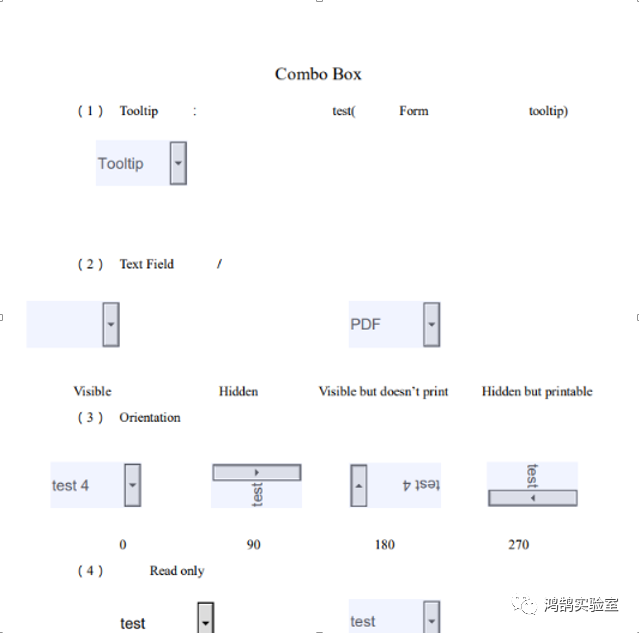 Combo Box
(1) Tooltip : test( Form tooltip)
Tooltip
(2) Text Field /
PDF
Visible Hidden Visible but doesn't print Hidden but printable
(3) Orientation
test 4 test test 4 test
0 90 180 270
(4) Read only
test test
鸿鹄实验室